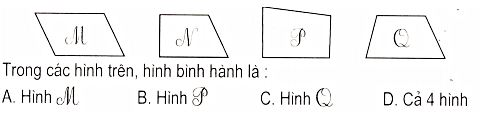 M N P Q
Trong các hình trên, hình bình hành là :
A. Hình M B. Hình P C. Hình Q D. Cả 4 hình